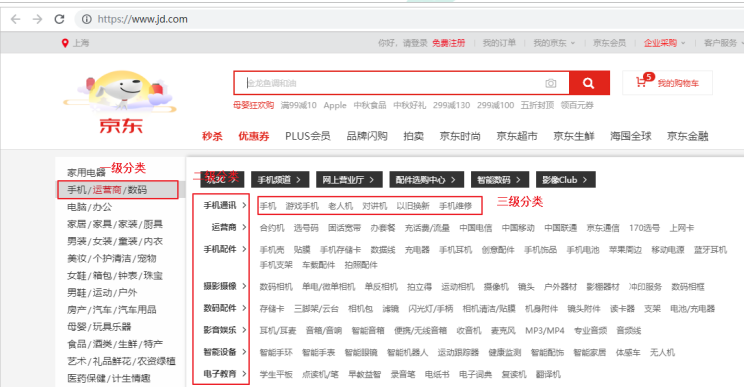 https://www.jd.com
上海
你好, 请登录 免费注册 我的订单 我的京东 京东会员 企业采购 客户服务
金龙鱼调和油
5
我的购物车
母婴狂欢购 满99减10 Apple 中秋食品 中秋好礼 299减130 299减100 五折封顶 领百元券
京东
秒杀 优惠券 PLUS会员 品牌闪购 拍卖 京东时尚 京东超市 京东生鲜 海囤全球 京东金融
家用电器 一级分类
手机/运营商/数码
电脑/办公
家居/家具/家装/厨具
男装/女装/童装/内衣
美妆/个护清洁/宠物
女鞋/箱包/钟表/珠宝
男鞋/运动/户外
房产/汽车/汽车用品
母婴/玩具乐器
食品/酒类/生鲜/特产
艺术/礼品鲜花/农资绿植
医药保健/计生情趣
玩3C > 手机频道 > 网上营业厅 > 配件选购中心 > 智能数码 > 影像Club >
三级分类
手机通讯 > 手机 游戏手机 老人机 对讲机 以旧换新 手机维修
运营商 > 合约机 选号码 固话宽带 办套餐 充话费/流量 中国电信 中国移动 中国联通 京东通信 170选号 上网卡
手机配件 > 手机壳 贴膜 手机存储卡 数据线 充电器 手机耳机 创意配件 手机饰品 手机电池 苹果周边 移动电源 蓝牙耳机
手机支架 车载配件 拍照配件
摄影摄像 > 数码相机 单电/微单相机 单反相机 拍立得 运动相机 摄像机 镜头 户外器材 影棚器材 冲印服务 数码相框
数码配件 > 存储卡 三脚架/云台 相机包 滤镜 闪光灯/手柄 相机清洁/贴膜 机身附件 镜头附件 读卡器 支架 电池/充电器
影音娱乐 > 耳机/耳麦 音箱/音响 智能音箱 便携/无线音箱 收音机 麦克风 MP3/MP4 专业音频 音频线
智能设备 > 智能手环 智能手表 智能眼镜 智能机器人 运动跟踪器 健康监测 智能配饰 智能家居 体感车 无人机
电子教育 > 学生平板 点读机/笔 早教益智 录音笔 电纸书 电子词典 复读机 翻译机